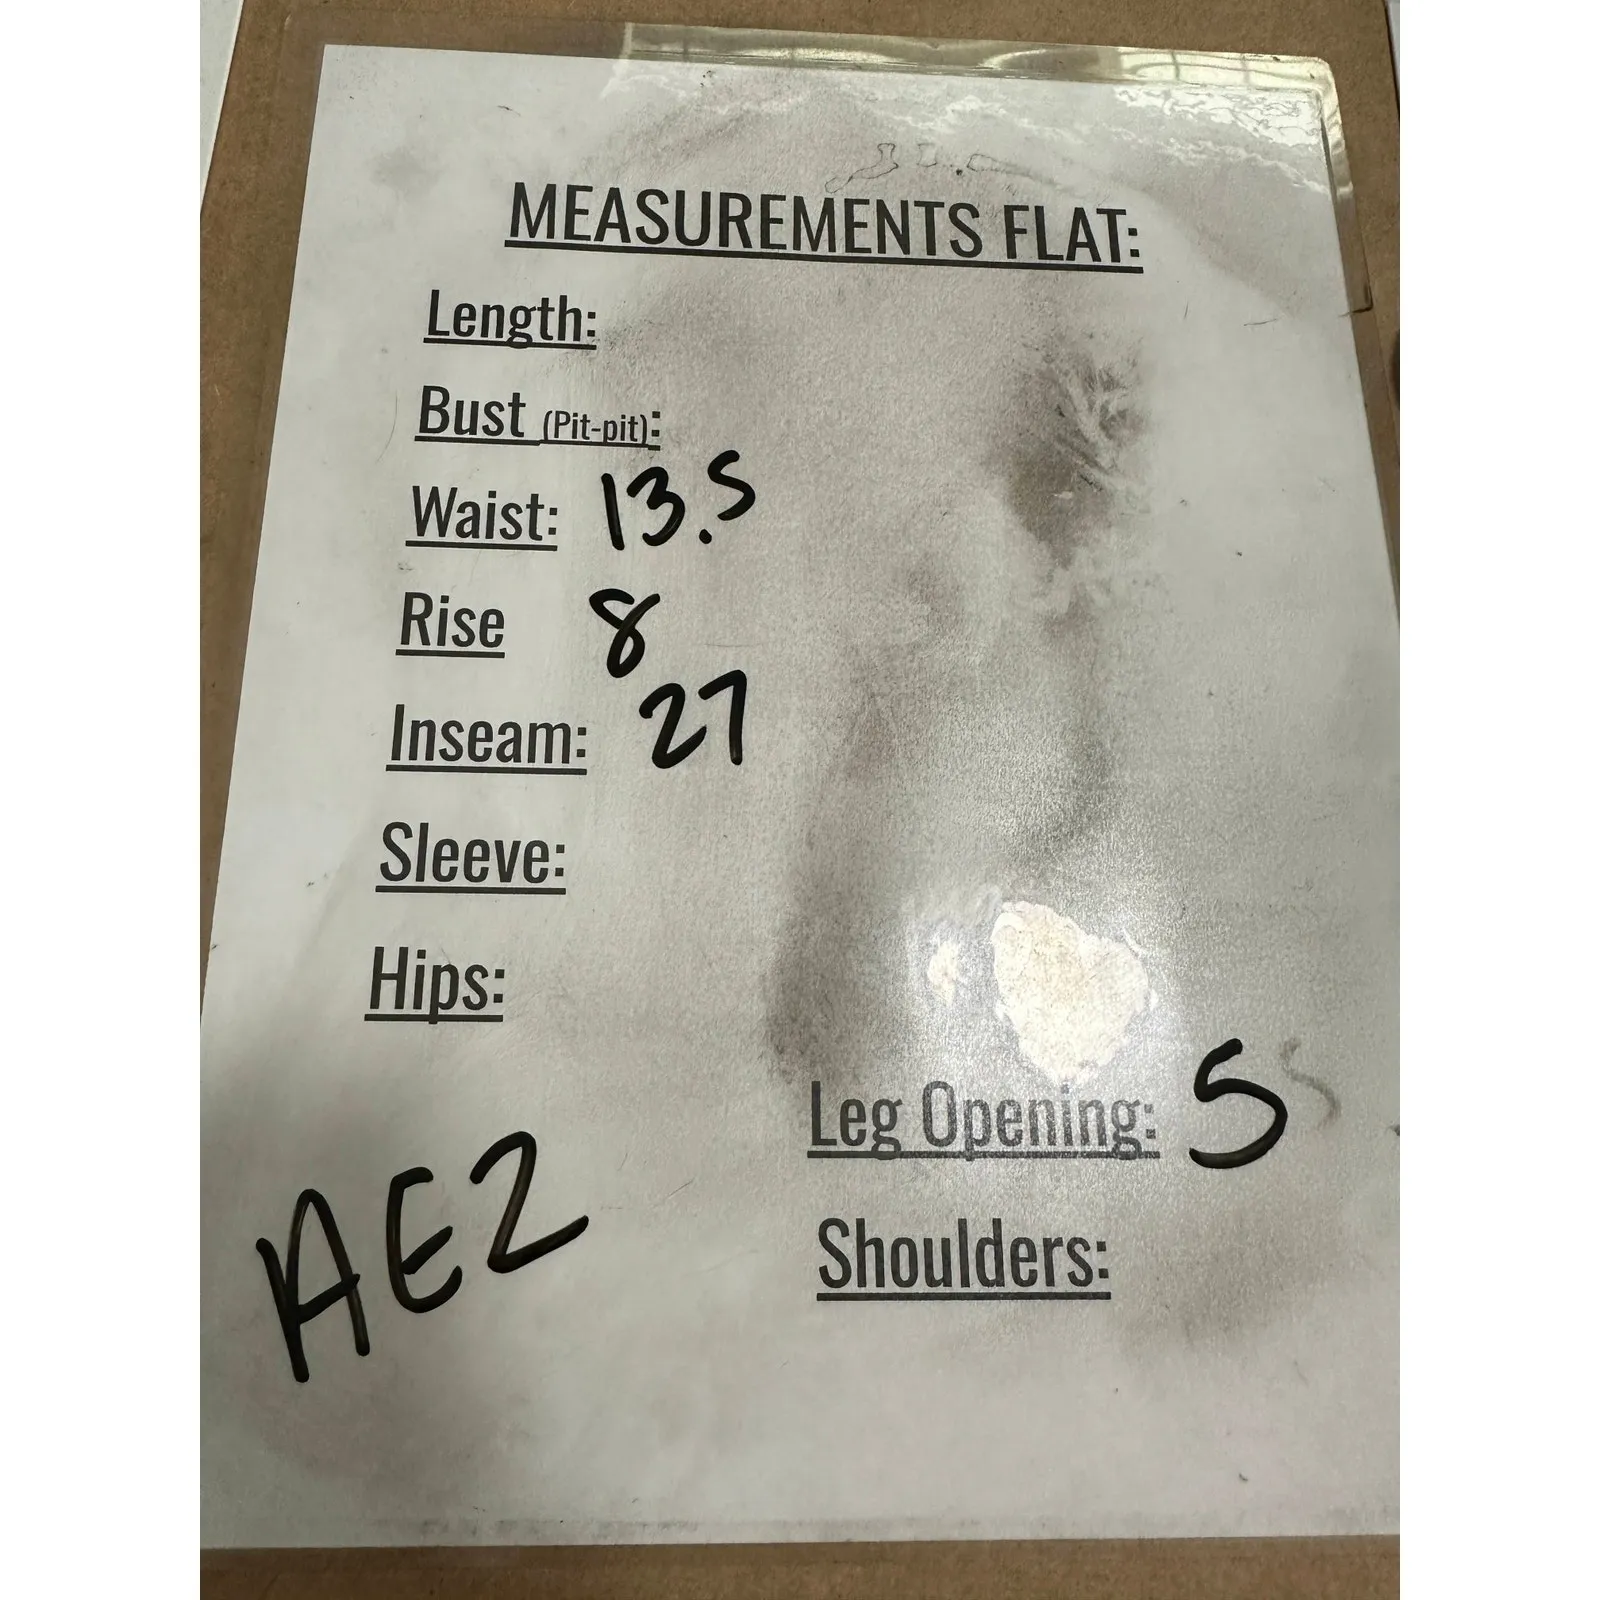 MEASUREMENTS FLAT:
Length:
Bust (Pit-pit):
Waist: 13.5
Rise 8
Inseam: 27
Sleeve:
Hips:
Leg Opening: 5
Shoulders:
AE2